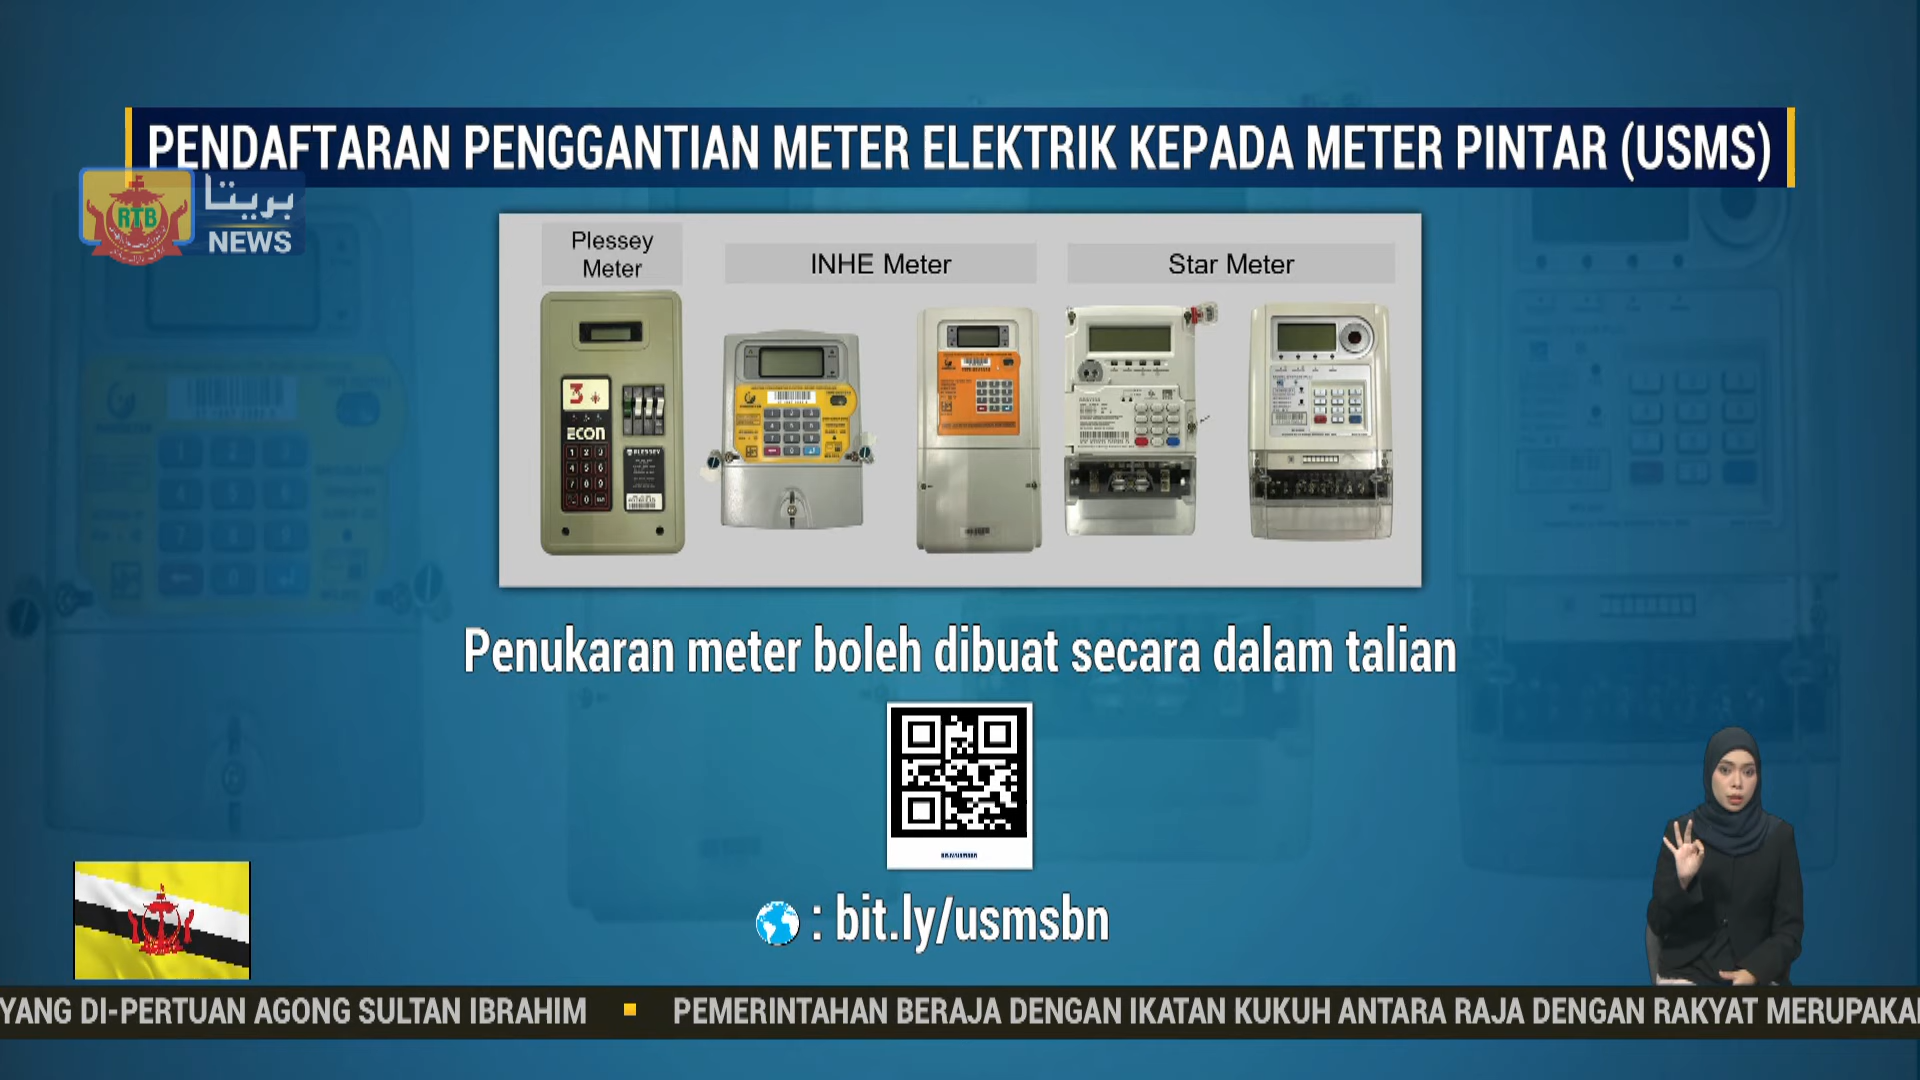 PENDAFTARAN PENGGANTIAN METER ELEKTRIK KEPADA METER PINTAR (USMS)
RTB
بريتا
NEWS
Plessey
Meter
INHE Meter
Star Meter
3
ECON
PLESSEY
Penukaran meter boleh dibuat secara dalam talian
: bit.ly/usmsbn
YANG DI-PERTUAN AGONG SULTAN IBRAHIM
PEMERINTAHAN BERAJA DENGAN IKATAN KUKUH ANTARA RAJA DENGAN RAKYAT MERUPAKA